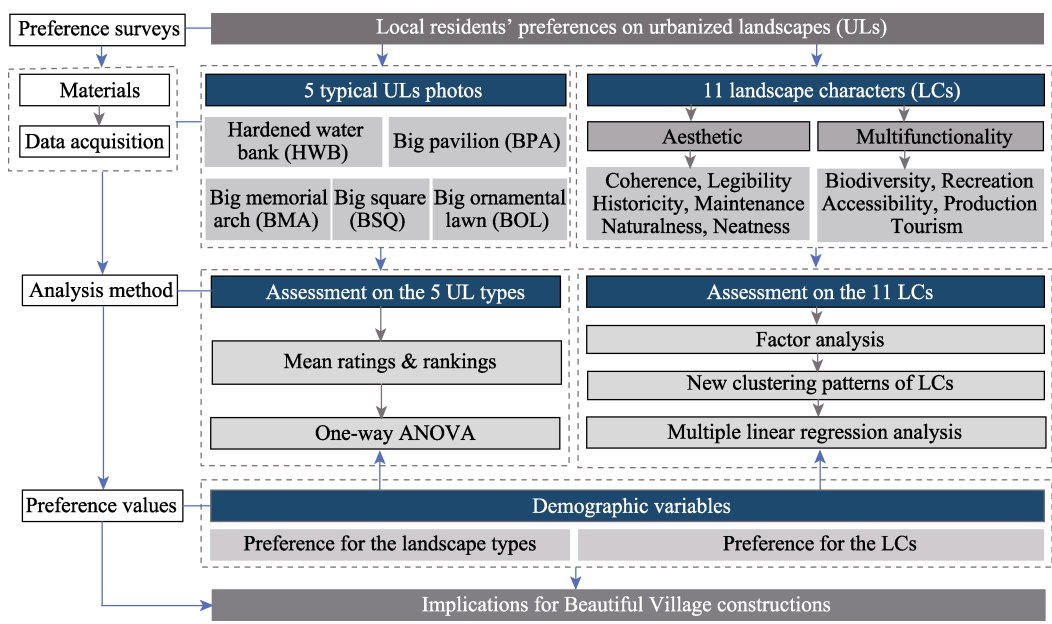 Preference surveys
Local residents' preferences on urbanized landscapes (ULs)
Materials
Data acquisition
5 typical ULs photos
Hardened water
bank (HWB)
Big pavilion (BPA)
Big memorial
arch (BMA)
Big square
(BSQ)
Big ornamental
lawn (BOL)
11 landscape characters (LCs)
Aesthetic
Multifunctionality
Coherence, Legibility
Historicity, Maintenance
Naturalness, Neatness
Biodiversity, Recreation
Accessibility, Production
Tourism
Analysis method
Assessment on the 5 UL types
Mean ratings & rankings
One-way ANOVA
Assessment on the 11 LCs
Factor analysis
New clustering patterns of LCs
Multiple linear regression analysis
Preference values
Demographic variables
Preference for the landscape types
Preference for the LCs
Implications for Beautiful Village constructions